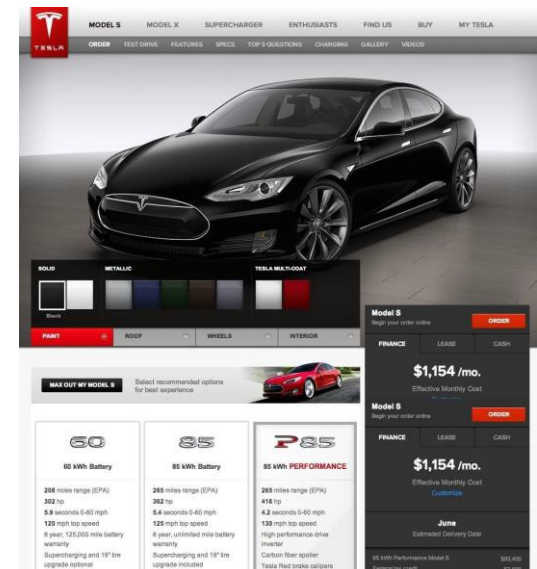 TESLA
MODEL S
MODEL X
SUPERCHARGER
ENTHUSIASTS
FIND US
BUY
MY TESLA
ORDER
TEST DRIVE
FEATURES
SPECS
TOP 5 QUESTIONS
CHARGING
GALLERY
VIDEOS
SOLID
METALLIC
TESLA MULTI-COAT
Black
PAINT
ROOF
WHEELS
INTERIOR
MAX OUT MY MODEL S
Select recommended options
for best experience
60
60 kWh Battery
208 miles range (EPA)
302 hp
5.9 seconds 0-60 mph
120 mph top speed
8 year, 125,000 mile battery
warranty
Supercharging and 19" tire
upgrade optional
85
85 kWh Battery
265 miles range (EPA)
362 hp
5.4 seconds 0-60 mph
125 mph top speed
8 year, unlimited mile battery
warranty
Supercharging and 19" tire
upgrade included
P85
85 kWh PERFORMANCE
265 miles range (EPA)
416 hp
4.2 seconds 0-60 mph
130 mph top speed
High performance drive
inverter
Carbon fiber spoiler
Tesla Red brake calipers
Model S
Begin your order online
ORDER
FINANCE
LEASE
CASH
$1,154 /mo.
Effective Monthly Cost
Model S
Begin your order online
ORDER
FINANCE
LEASE
CASH
$1,154 /mo.
Effective Monthly Cost
Customize
June
Estimated Delivery Date
85 kWh Performance Model S
$93,400
Federal tax credit